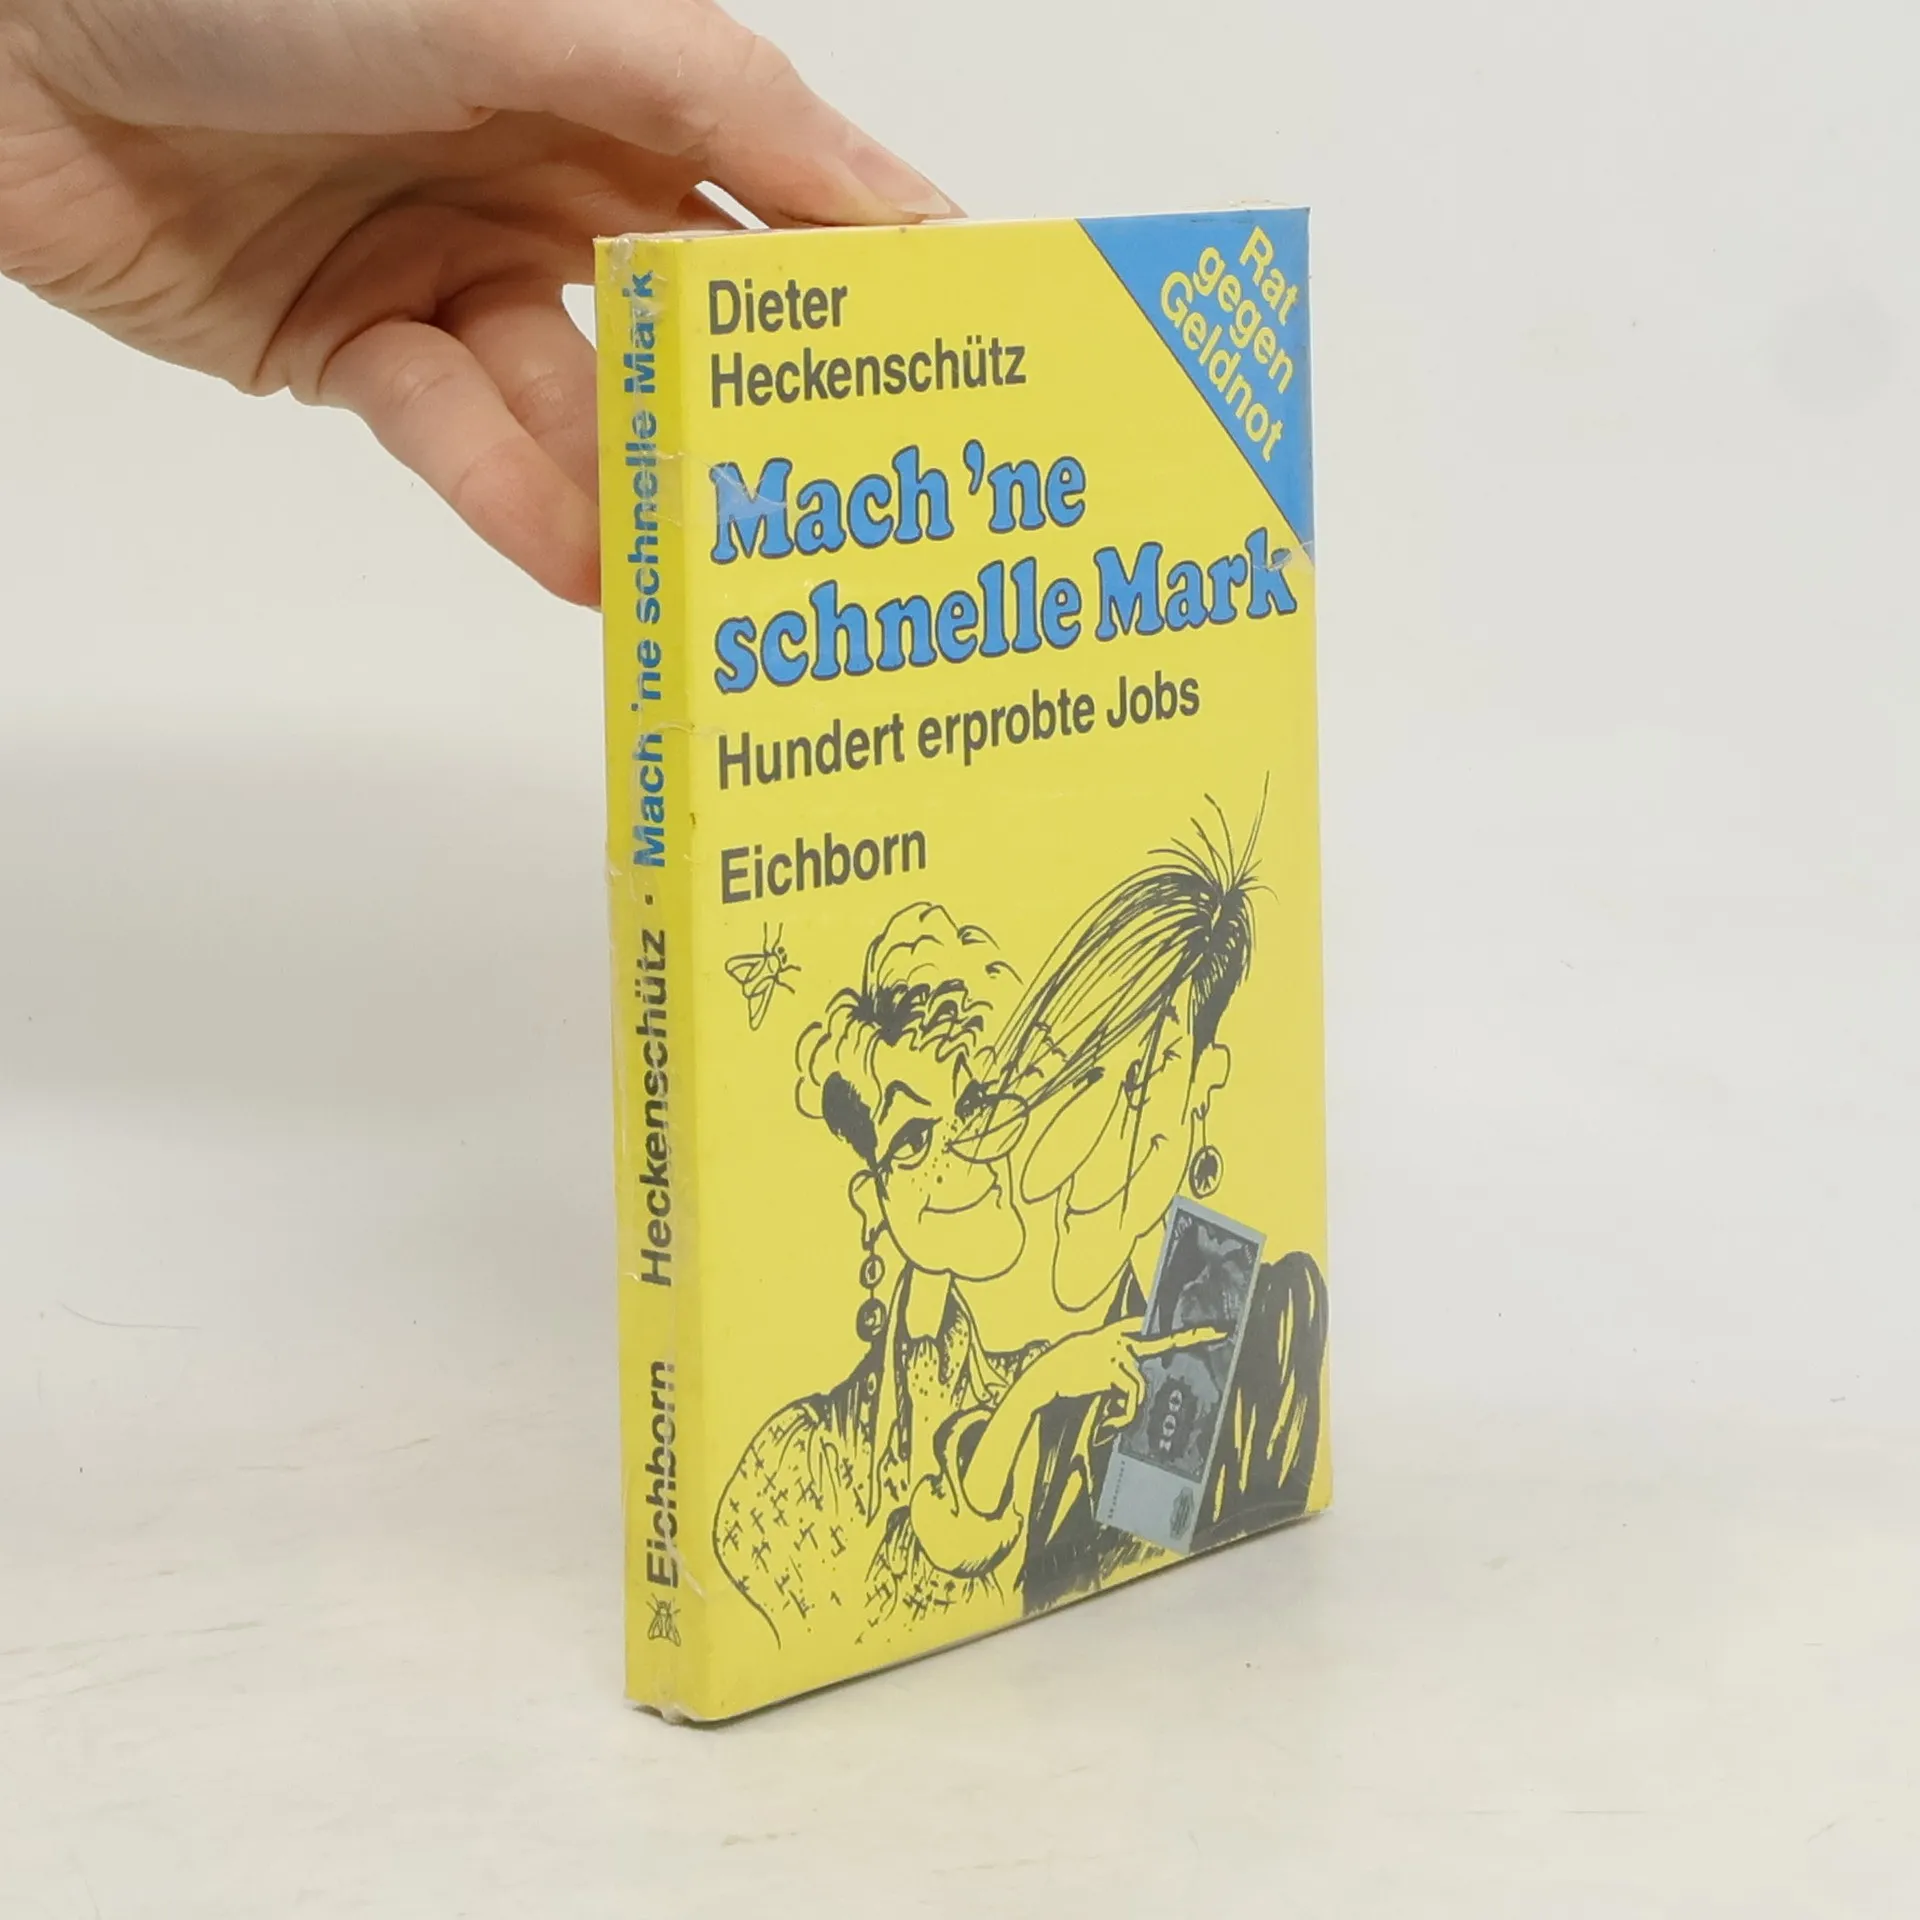 Dieter
Heckenschütz
Rat
gegen
Geldnot
Mach 'ne
schnelle Mark
Hundert erprobte Jobs
Eichborn
100
Eichborn Heckenschütz · Mach 'ne schnelle Mark